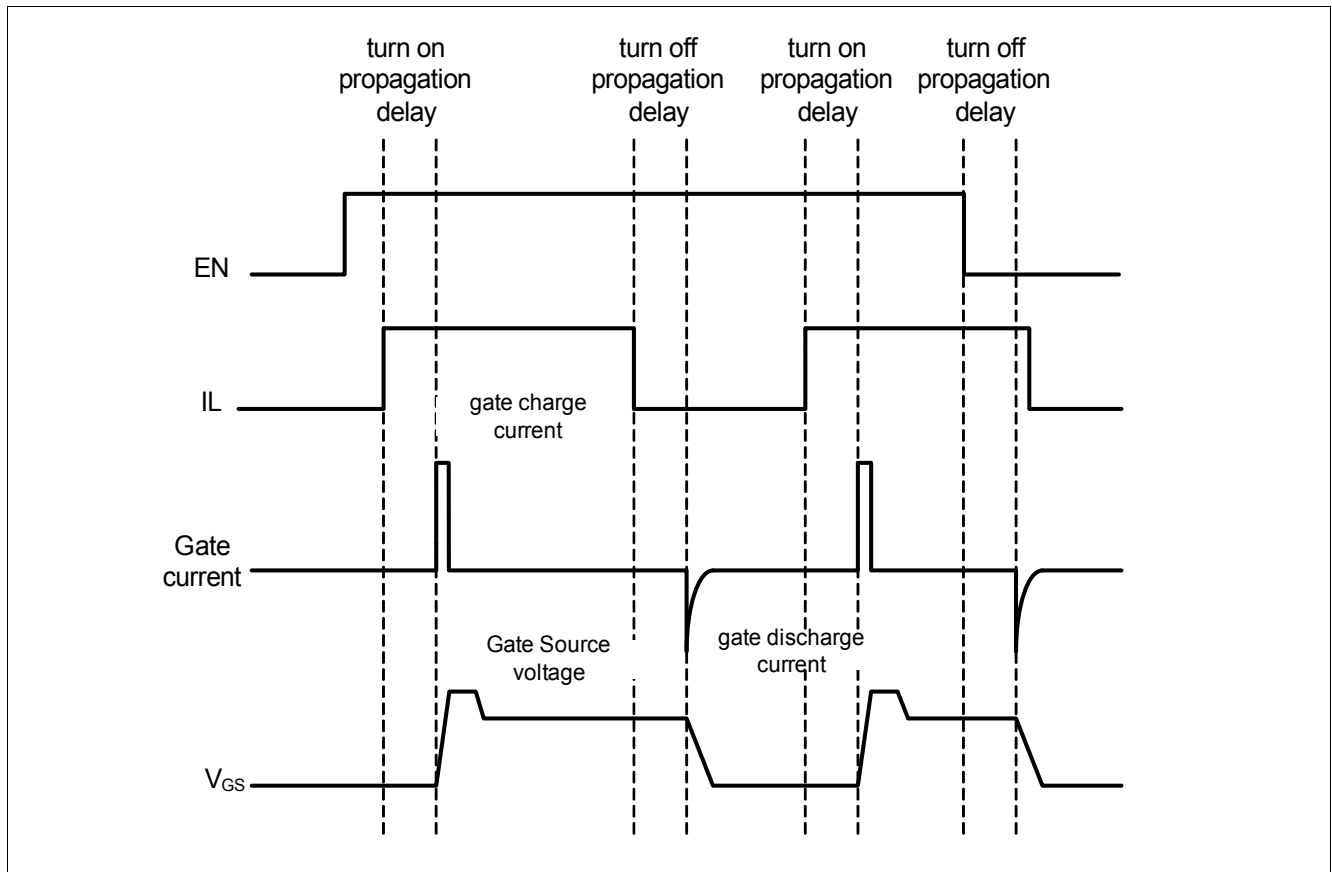 turn on
propagation
delay
turn off
propagation
delay
turn on
propagation
delay
turn off
propagation
delay
EN
IL
gate charge
current
Gate
current
Gate Source
voltage
gate discharge
current
VGS